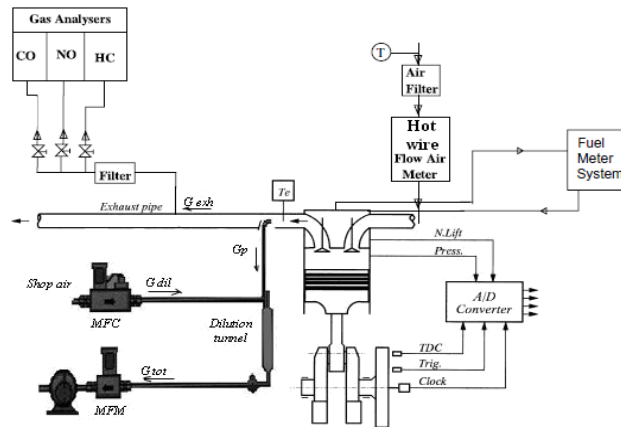 Gas Analysers
CO NO HC
T
Air
Filter
Hot
wire
Flow Air
Meter
Fuel
Meter
System
Filter
Te
Exhaust pipe
G exh
N.Lift
Press.
Gp
Shop air
G dil
A/D
Converter
MFC
Dilution
tunnel
TDC
Trig.
Clock
G tot
MFM